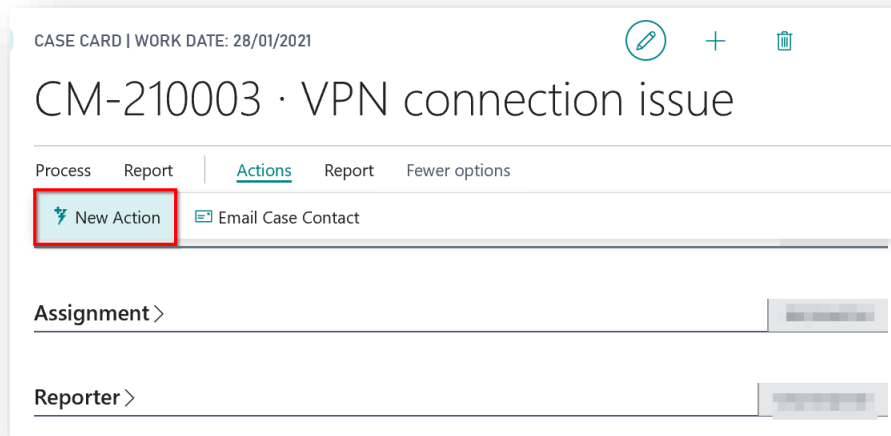 CASE CARD | WORK DATE: 28/01/2021
CM-210003 · VPN connection issue
Process Report Actions Report Fewer options
New Action Email Case Contact
Assignment
Reporter